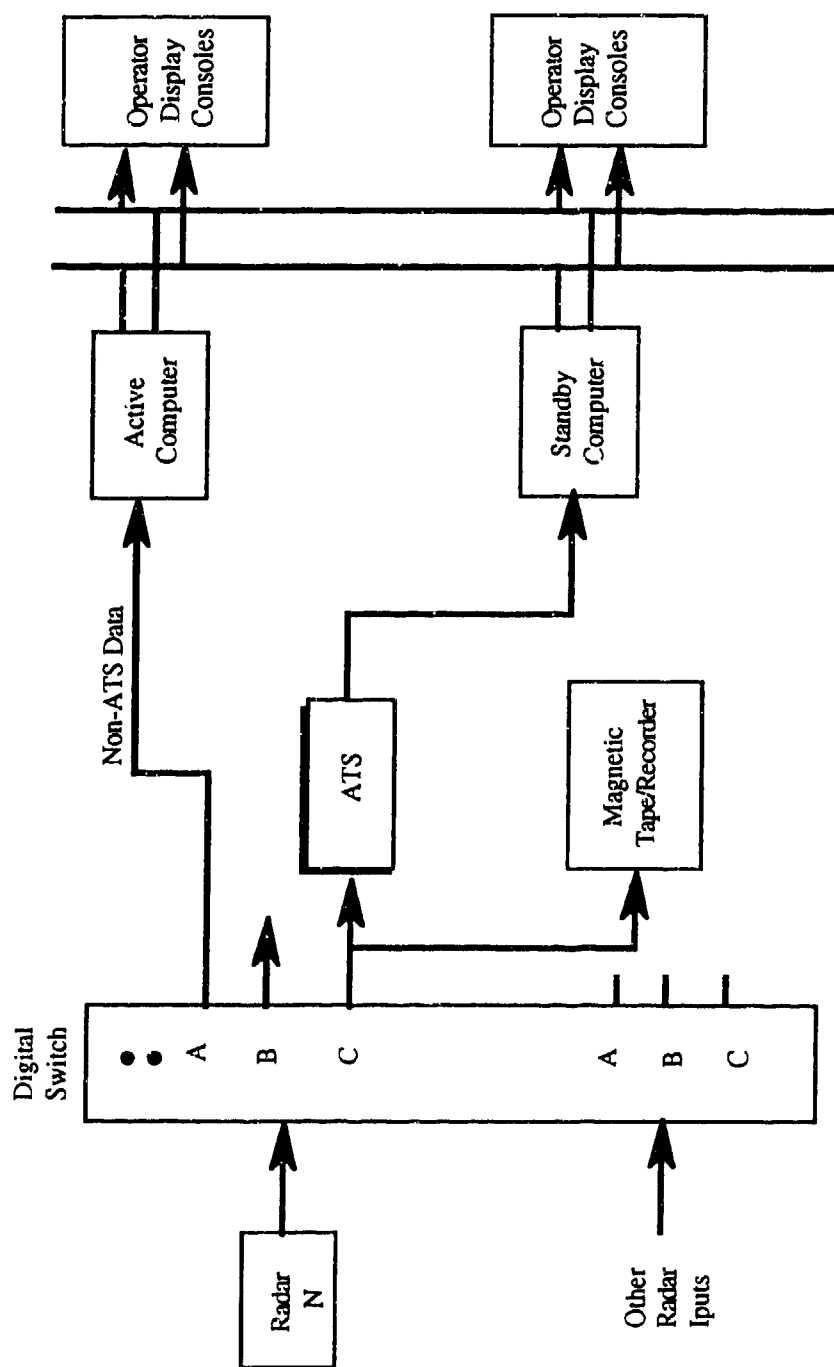 Digital
Switch
Radar
N
Other
Radar
Iputs
A
B
C
A
B
C
Non-ATS Data
ATS
Magnetic
Tape/Recorder
Active
Computer
Standby
Computer
Operator
Display
Consoles
Operator
Display
Consoles